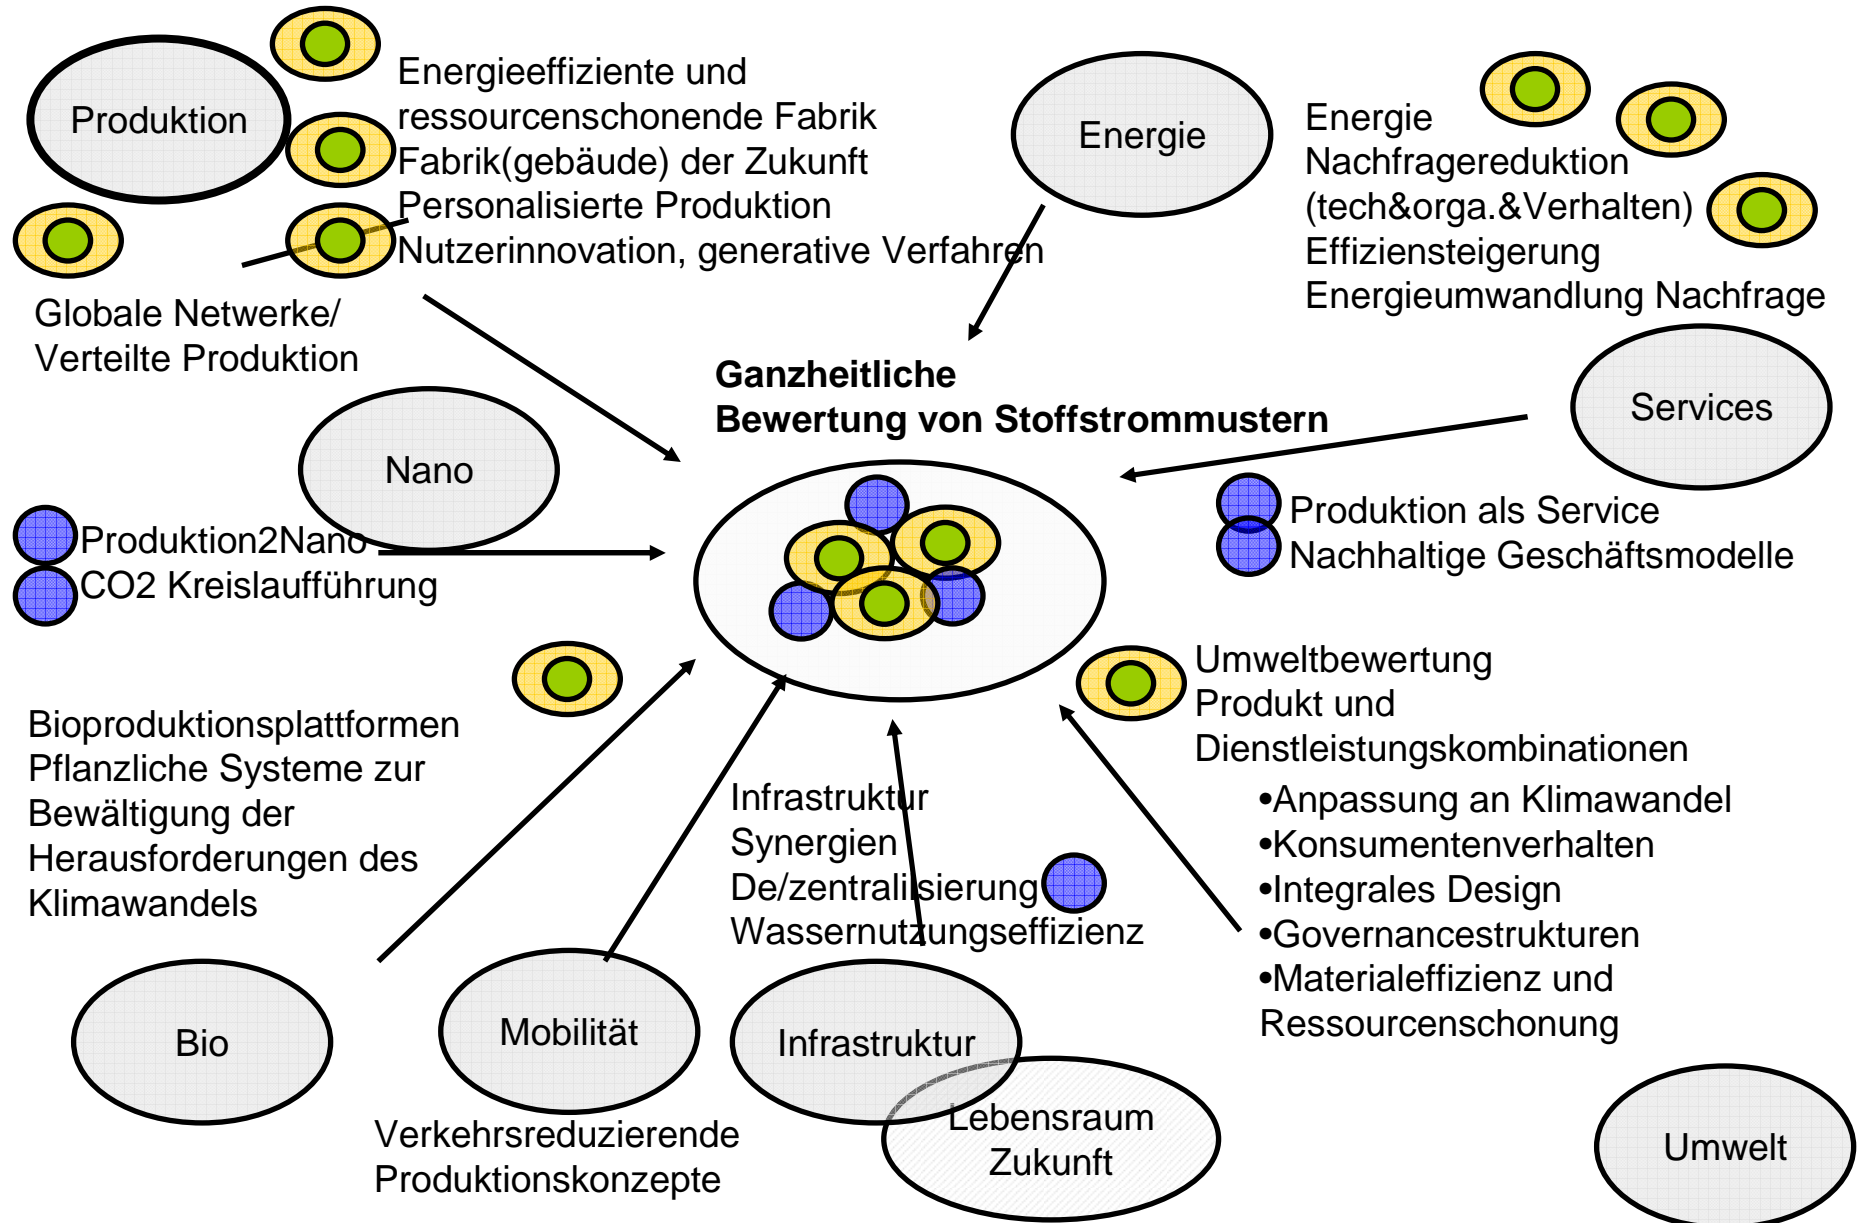 Produktion
Energieeffiziente und
ressourcenschonende Fabrik
Fabrik(gebäude) der Zukunft
Personalisierte Produktion
Nutzerinnovation, generative Verfahren
Globale Netwerke/
Verteilte Produktion
Energie
Energie
Nachfragereduktion
(tech&orga.&Verhalten)
Effiziensteigerung
Energieumwandlung Nachfrage
Ganzheitliche
Bewertung von Stoffstrommustern
Services
Produktion als Service
Nachhaltige Geschäftsmodelle
Nano
Produktion2Nano
CO2 Kreislaufführung
Umweltbewertung
Produkt und
Dienstleistungskombinationen
•Anpassung an Klimawandel
•Konsumentenverhalten
•Integrales Design
•Governancestrukturen
•Materialeffizienz und
Ressourcenschonung
Bioproduktionsplattformen
Pflanzliche Systeme zur
Bewältigung der
Herausforderungen des
Klimawandels
Infrastruktur
Synergien
De/zentralisierung
Wassernutzungseffizienz
Bio
Mobilität
Verkehrsreduzierende
Produktionskonzepte
Infrastruktur
Lebensraum
Zukunft
Umwelt